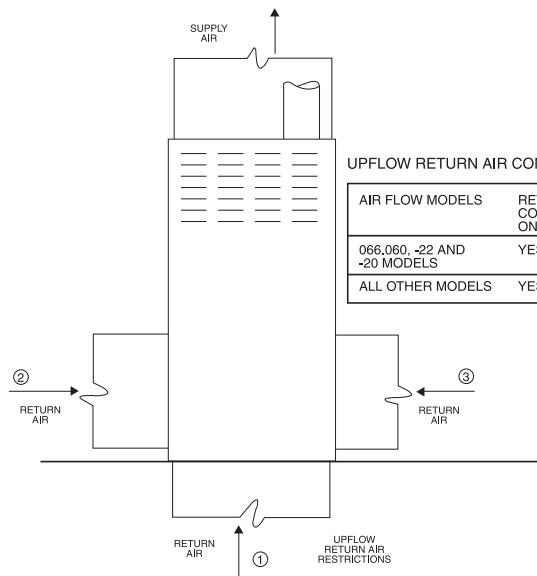 SUPPLY
AIR
UPFLOW RETURN AIR
AIR FLOW MODELS
066,060, -22 AND
-20 MODELS
ALL OTHER MODELS
②
RETURN
AIR
③
RETURN
AIR
RETURN
AIR
①
UPFLOW
RETURN AIR
RESTRICTIONS